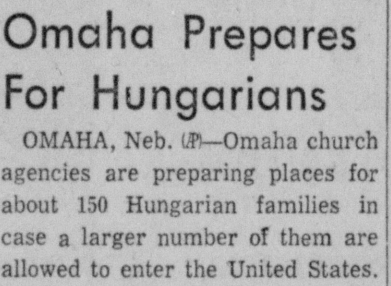 Omaha Prepares
For Hungarians
OMAHA, Neb. (AP)—Omaha church
agencies are preparing places for
about 150 Hungarian families in
case a larger number of them are
allowed to enter the United States.